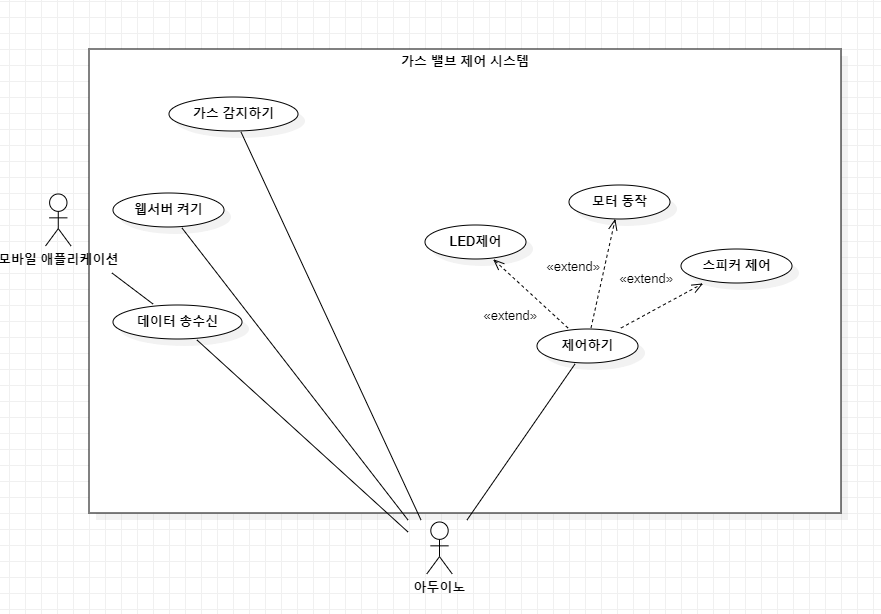 가스 밸브 제어 시스템
가스 감지하기
웹서버 켜기
모터 동작
LED제어
모바일 애플리케이션
스피커 제어
«extend»
«extend»
«extend»
데이터 송수신
제어하기
아두이노